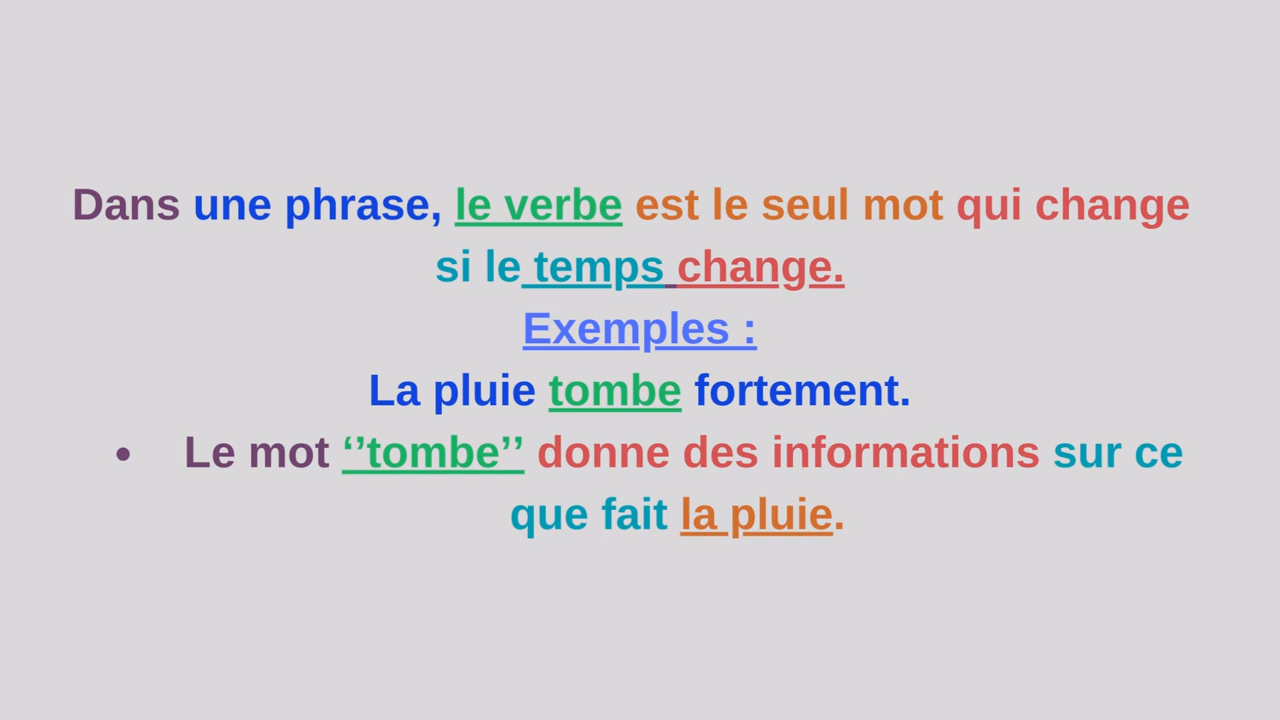 Dans une phrase, le verbe est le seul mot qui change
si le temps change.
Exemples :
La pluie tombe fortement.
• Le mot ‘’tombe’’ donne des informations sur ce
que fait la pluie.